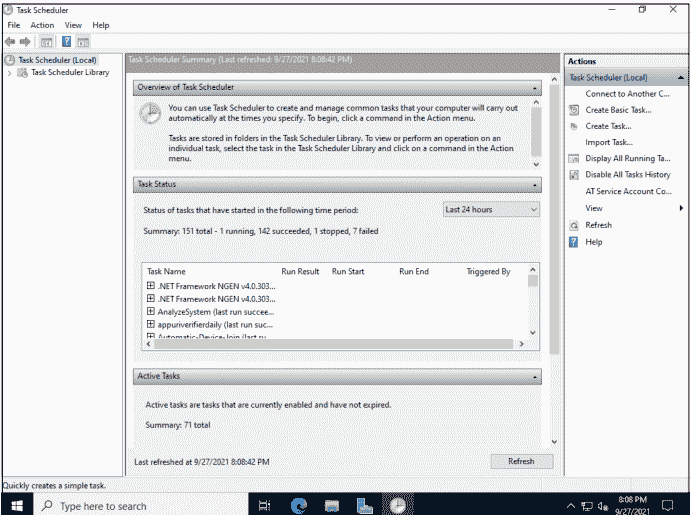 Task Scheduler
File Action View Help
Task Scheduler (Local)
Task Scheduler Library
Task Scheduler Summary (Last refreshed: 9/27/2021 8:08:42 PM)
Overview of Task Scheduler
You can use Task Scheduler to create and manage common tasks that your computer will carry out
automatically at the times you specify. To begin, click a command in the Action menu.
Tasks are stored in folders in the Task Scheduler Library. To view or perform an operation on an
individual task, select the task in the Task Scheduler Library and click on a command in the Action
menu.
Task Status
Status of tasks that have started in the following time period:
Last 24 hours
Summary: 151 total - 1 running, 142 succeeded, 1 stopped, 7 failed
Task Name Run Result Run Start Run End Triggered By
.NET Framework NGEN v4.0.303...
.NET Framework NGEN v4.0.303...
AnalyzeSystem (last run succee...
appuriverifierdaily (last run suc...
Automatic-Device-Join (last ru
Active Tasks
Active tasks are tasks that are currently enabled and have not expired.
Summary: 71 total
Last refreshed at 9/27/2021 8:08:42 PM
Refresh
Actions
Task Scheduler (Local)
Connect to Another C...
Create Basic Task...
Create Task...
Import Task...
Display All Running Ta...
Disable All Tasks History
AT Service Account Co...
View
Refresh
Help
Quickly creates a simple task.
Type here to search
8:08 PM
9/27/2021